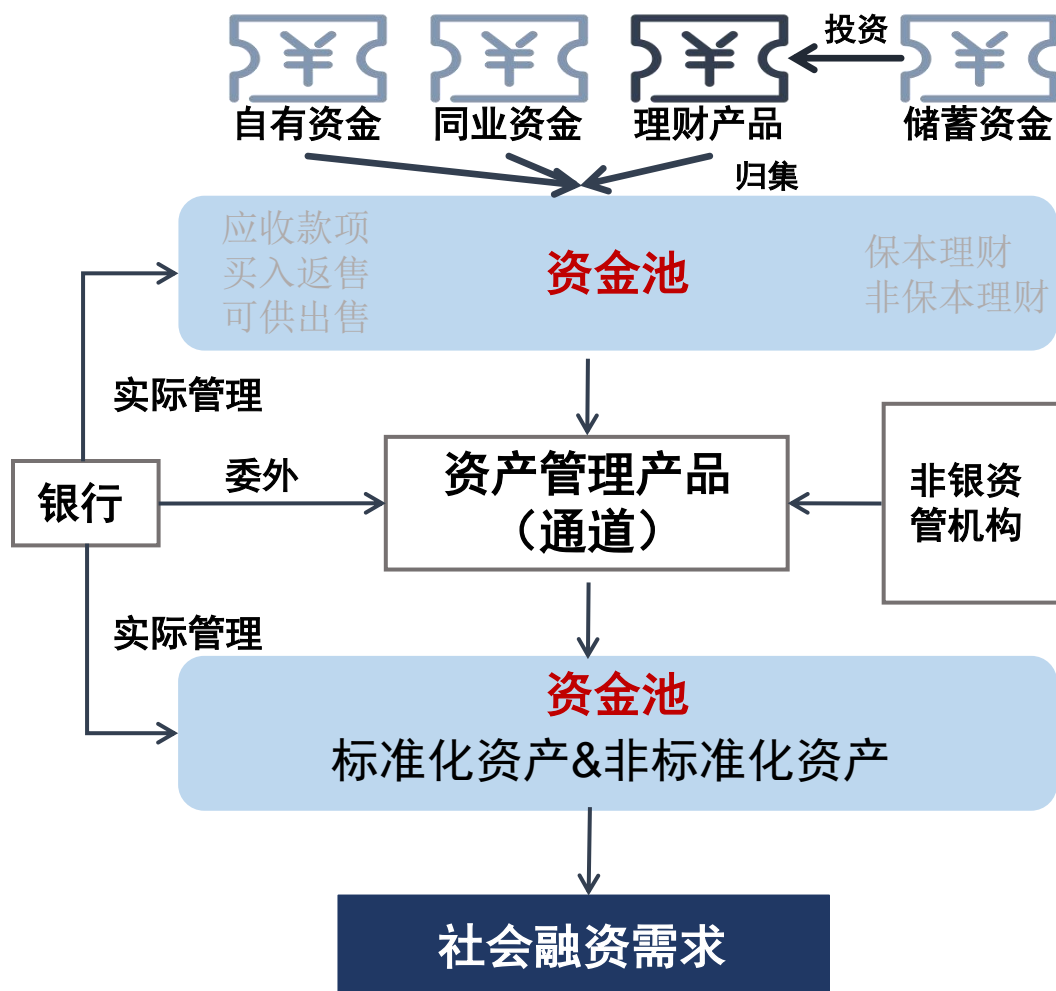 投资
自有资金
同业资金
理财产品
储蓄资金
归集
应收款项
买入返售
可供出售
资金池
保本理财
非保本理财
实际管理
银行
委外
资产管理产品
（通道）
非银资
管机构
实际管理
资金池
标准化资产&非标准化资产
社会融资需求